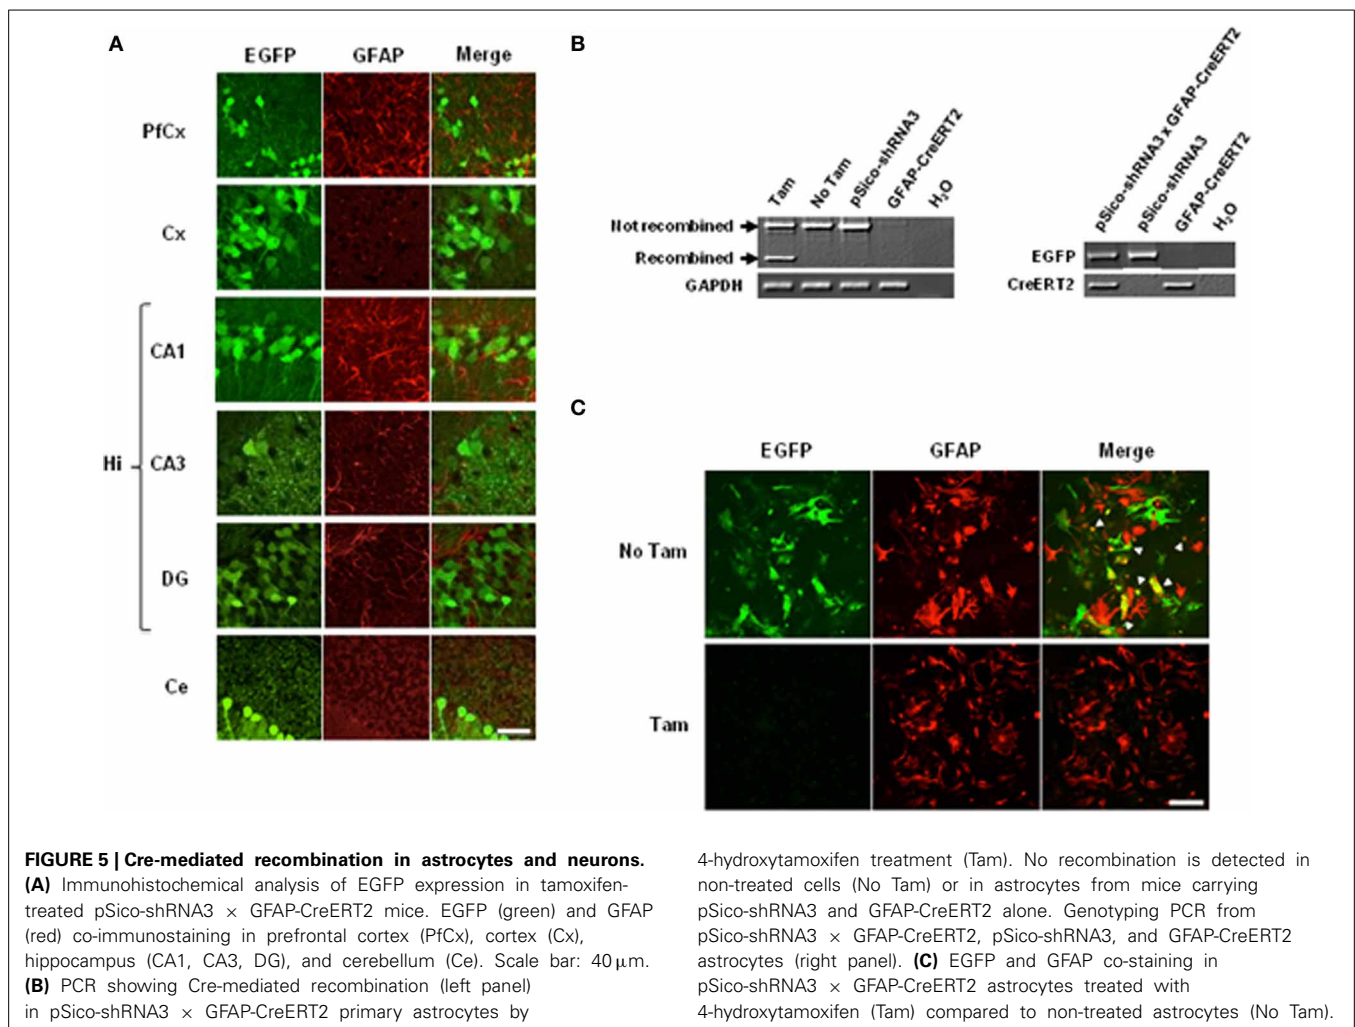 A
EGFP GFAP Merge
PfCx
Cx
CA1
Hi CA3
DG
Ce
B
Tam
No Tam
pSico-shRNA3
GFAP-CreERT2
H2O
Not recombined
Recombined
GAPDH
pSico-shRNA3 x GFAP-CreERT2
pSico-shRNA3
GFAP-CreERT2
H2O
EGFP
CreERT2
C
EGFP GFAP Merge
No Tam
Tam
FIGURE 5 | Cre-mediated recombination in astrocytes and neurons.
(A) Immunohistochemical analysis of EGFP expression in tamoxifen-
treated pSico-shRNA3 × GFAP-CreERT2 mice. EGFP (green) and GFAP
(red) co-immunostaining in prefrontal cortex (PfCx), cortex (Cx),
hippocampus (CA1, CA3, DG), and cerebellum (Ce). Scale bar: 40 μm.
(B) PCR showing Cre-mediated recombination (left panel)
in pSico-shRNA3 × GFAP-CreERT2 primary astrocytes by
4-hydroxytamoxifen treatment (Tam). No recombination is detected in
non-treated cells (No Tam) or in astrocytes from mice carrying
pSico-shRNA3 and GFAP-CreERT2 alone. Genotyping PCR from
pSico-shRNA3 × GFAP-CreERT2, pSico-shRNA3, and GFAP-CreERT2
astrocytes (right panel). (C) EGFP and GFAP co-staining in
pSico-shRNA3 × GFAP-CreERT2 astrocytes treated with
4-hydroxytamoxifen (Tam) compared to non-treated astrocytes (No Tam).